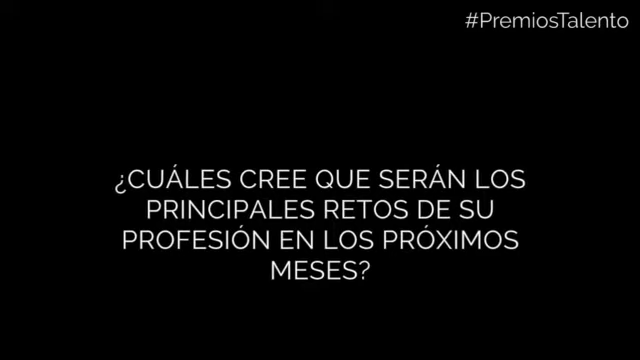 #PremiosTalento
¿CUÁLES CREE QUE SERÁN LOS
PRINCIPALES RETOS DE SU
PROFESIÓN EN LOS PRÓXIMOS
MESES?